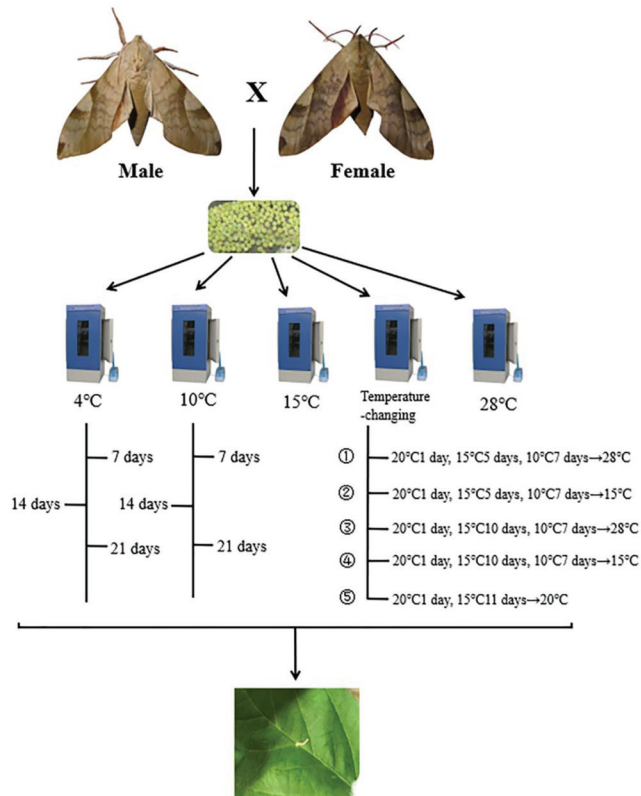 X
Male
Female
4°C
10°C
15°C
Temperature
-changing
28°C
7 days
14 days
21 days
7 days
14 days
21 days
① 20°C1 day, 15°C5 days, 10°C7 days→28°C
② 20°C1 day, 15°C5 days, 10°C7 days→15°C
③ 20°C1 day, 15°C10 days, 10°C7 days→28°C
④ 20°C1 day, 15°C10 days, 10°C7 days→15°C
⑤ 20°C1 day, 15°C11 days→20°C